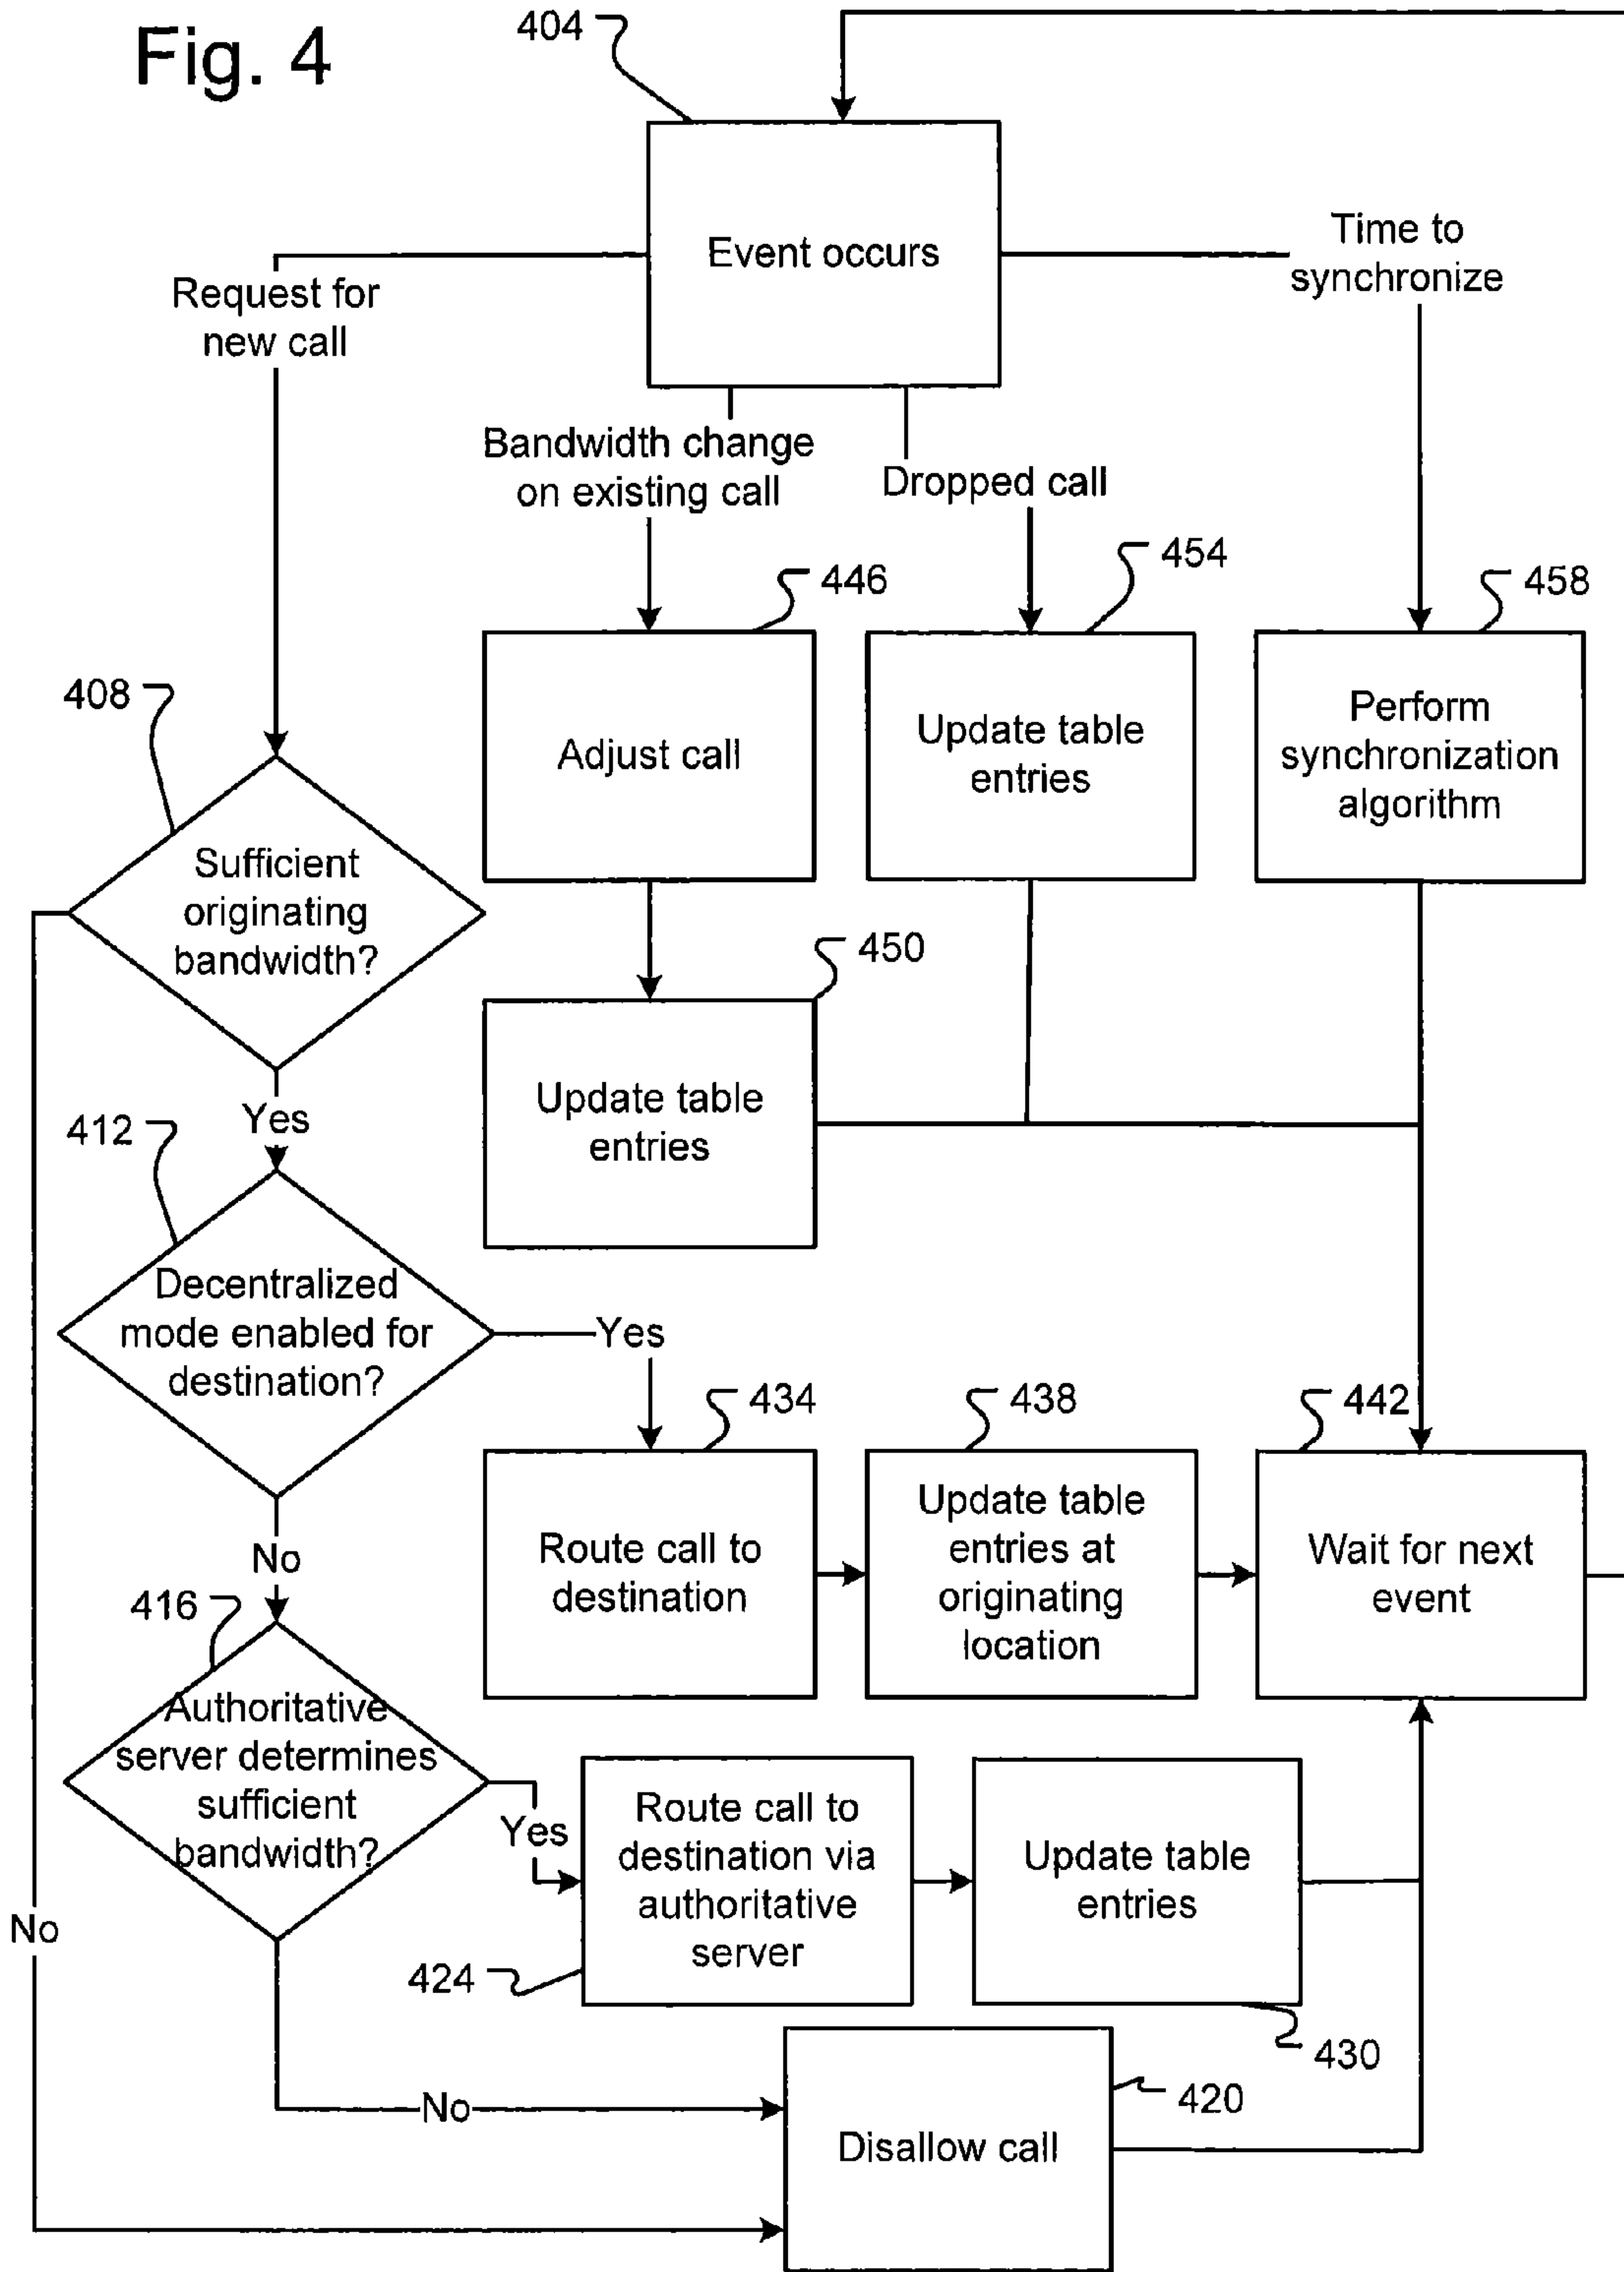 Fig. 4
404
Event occurs
Time to
synchronize
Request for
new call
Bandwidth change
on existing call
Dropped call
446
454
458
408
Adjust call
Update table
entries
Perform
synchronization
algorithm
Sufficient
originating
bandwidth?
450
Yes
412
Update table
entries
Decentralized
mode enabled for
destination?
Yes
434
438
442
Route call to
destination
Update table
entries at
originating
location
Wait for next
event
No
416
Authoritative
server determines
sufficient
bandwidth?
Yes
Route call to
destination via
authoritative
server
Update table
entries
No
424
430
No
420
Disallow call